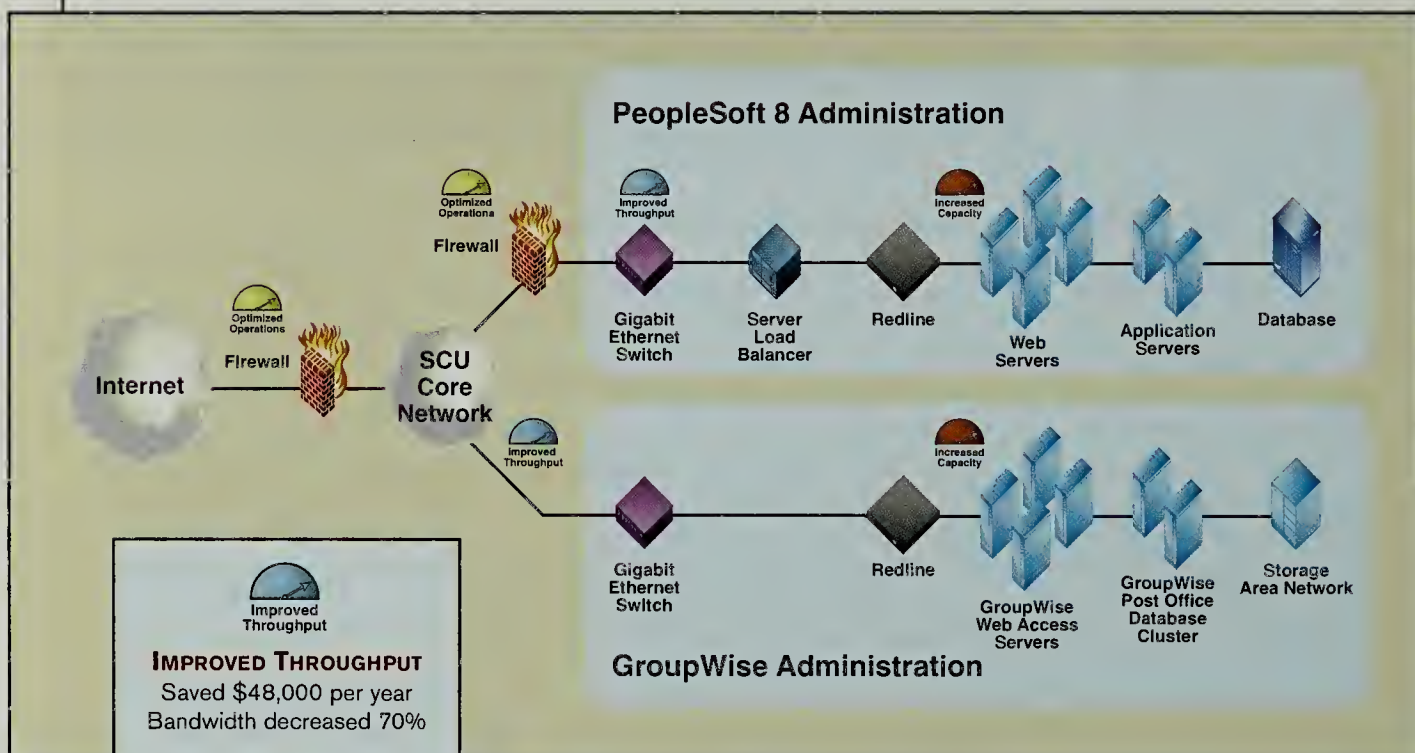 PeopleSoft 8 Administration
Optimized
Operationa
Firewall
Improved
Throughput
Increased
Capacity
Gigabit
Ethernet
Switch
Server
Load
Balancer
Redline
Web
Servers
Application
Servers
Database
Optimized
Operations
Firewall
Internet
SCU
Core
Network
Improved
Throughput
Increasad
Capacity
Gigabit
Ethernet
Switch
Redline
GroupWise
Web Access
Servers
GroupWise
Post Office
Database
Cluster
Storage
Area Network
GroupWise Administration
Improved
Throughput
IMPROVED THROUGHPUT
Saved $48,000 per year
Bandwidth decreased 70%